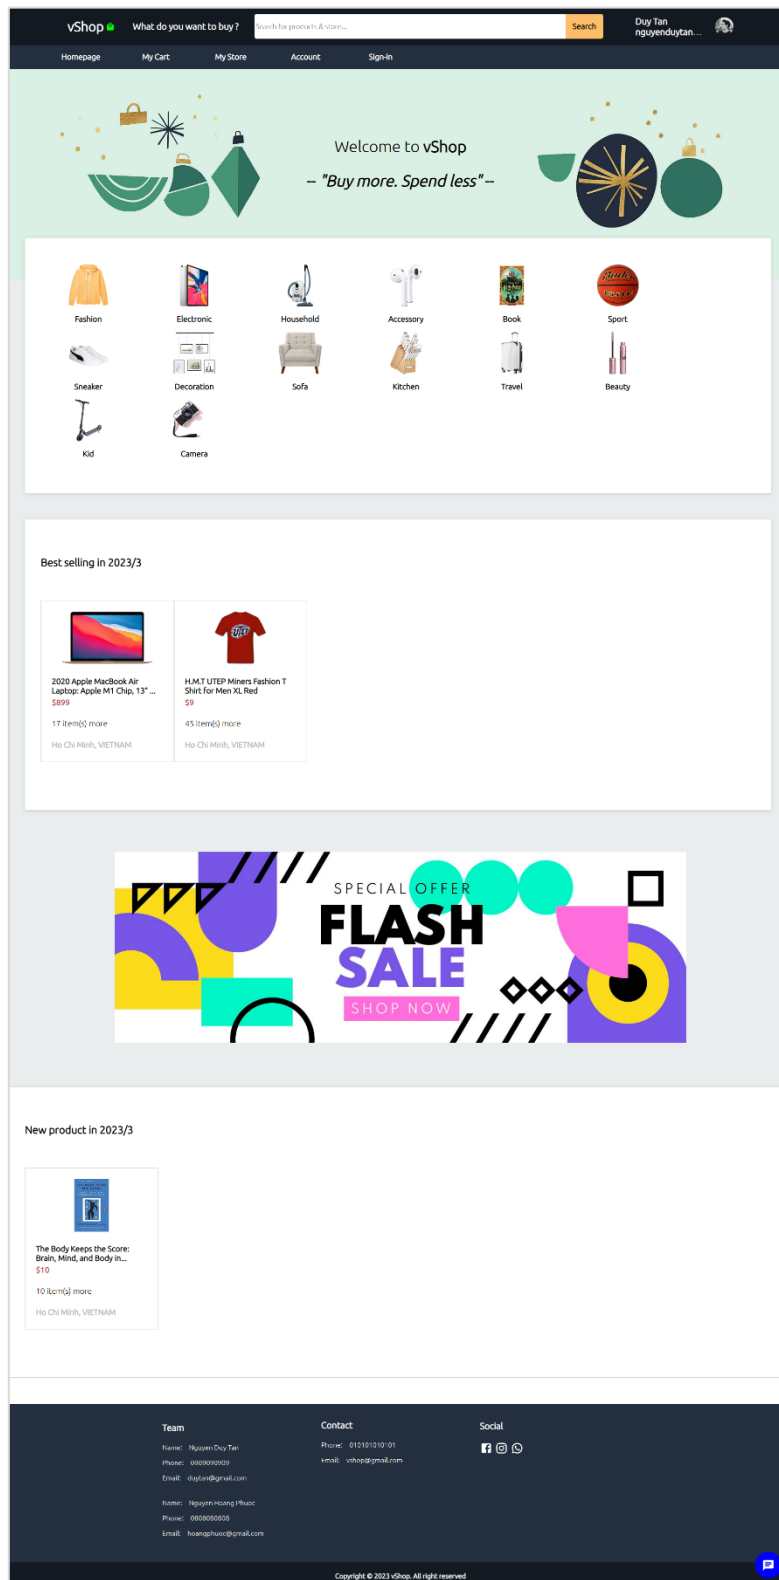 vShop
What do you want to buy ?
Search for products & store...
Search
Duy Tan
nguyenduytan...
Homepage
My Cart
My Store
Account
Sign-in
Welcome to vShop
-- "Buy more. Spend less" --
Fashion
Electronic
Household
Accessory
Book
Sport
Sneaker
Decoration
Sofa
Kitchen
Travel
Beauty
Kid
Camera
Best selling in 2023/3
2020 Apple MacBook Air
Laptop: Apple M1 Chip, 13" ...
$899
17 item(s) more
Ho Chi Minh, VIETNAM
UTEP
H.M.T UTEP Miners Fashion T
Shirt for Men XL Red
$9
45 item(s) more
Ho Chi Minh, VIETNAM
SPECIAL OFFER
FLASH
SALE
SHOP NOW
New product in 2023/3
The Body Keeps the Score:
Brain, Mind, and Body in...
$10
10 item(s) more
Ho Chi Minh, VIETNAM
Team
Name: Nguyen Duy Tan
Phone: 0909090909
Email: duytan@gmail.com
Name: Nguyen Hoang Phuoc
Phone: 0808080808
Email: hoangphuoc@gmail.com
Contact
Phone: 010101010101
Email: vshop@gmail.com
Social
Copyright © 2023 vShop. All right reserved